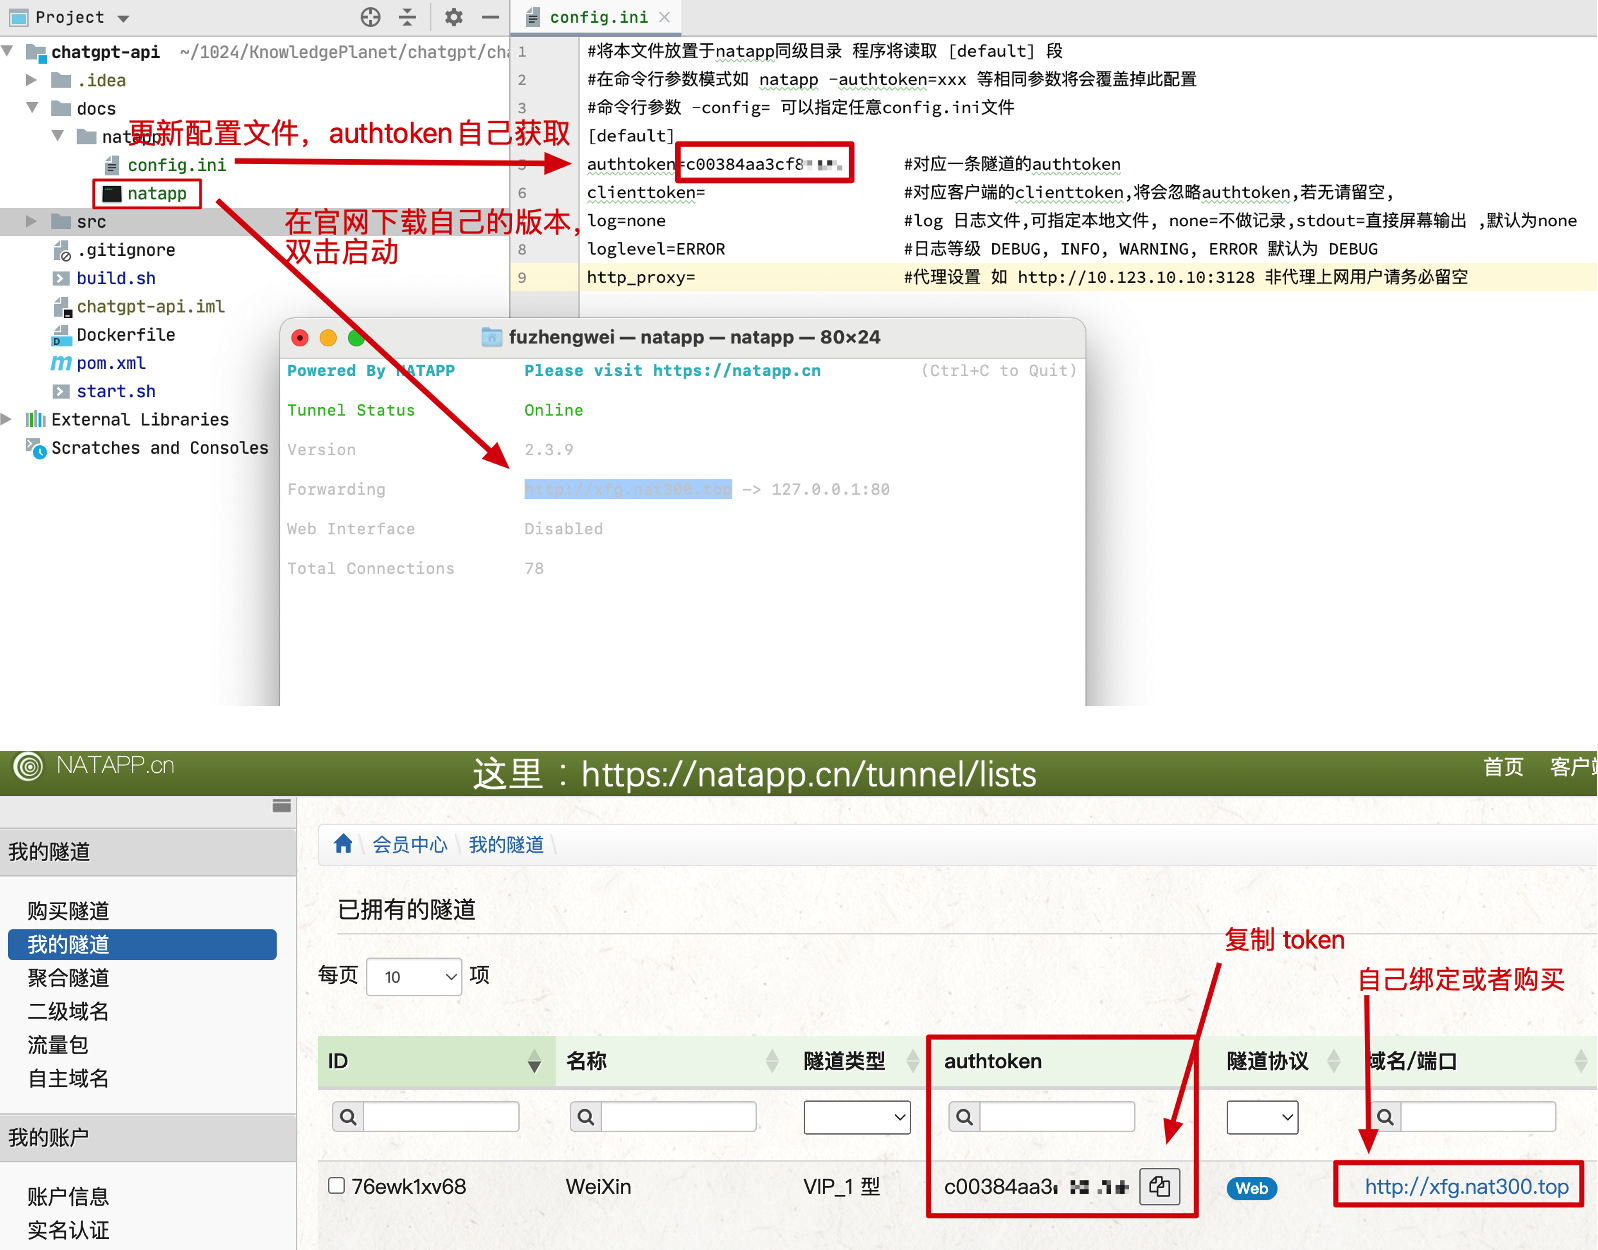 Project
config.ini
chatgpt-api ~/1024/KnowledgePlanet/chatgpt/ch
.idea
docs
natapp
config.ini
natapp
src
.gitignore
build.sh
chatgpt-api.iml
Dockerfile
pom.xml
start.sh
External Libraries
Scratches and Consoles
更新配置文件，authtoken自己获取
在官网下载自己的版本，
双击启动
1 #将本文件放置于natapp同级目录 程序将读取 [default] 段
2 #在命令行参数模式如 natapp -authtoken=xxx 等相同参数将会覆盖掉此配置
3 #命令行参数 -config= 可以指定任意config.ini文件
[default]
5 authtoken=c00384aa3cf8 #对应一条隧道的authtoken
6 clienttoken= #对应客户端的clienttoken,将会忽略authtoken,若无请留空,
log=none #log 日志文件,可指定本地文件, none=不做记录,stdout=直接屏幕输出 ,默认为none
8 loglevel=ERROR #日志等级 DEBUG, INFO, WARNING, ERROR 默认为 DEBUG
9 http_proxy= #代理设置 如 http://10.123.10.10:3128 非代理上网用户请务必留空
fuzhengwei — natapp — natapp — 80×24
Powered By NATAPP Please visit https://natapp.cn (Ctrl+C to Quit)
Tunnel Status Online
Version 2.3.9
Forwarding http://xfg.nat300.top -> 127.0.0.1:80
Web Interface Disabled
Total Connections 78
NATAPP.cn
这里：https://natapp.cn/tunnel/lists
首页 客户
我的隧道
购买隧道
我的隧道
聚合隧道
二级域名
流量包
自主域名
我的账户
账户信息
实名认证
会员中心 \ 我的隧道 \
已拥有的隧道
每页 10 项
复制 token
自己绑定或者购买
ID 名称 隧道类型 authtoken 隧道协议 域名/端口
76ewk1xv68 WeiXin VIP_1 型 c00384aa3 Web http://xfg.nat300.top